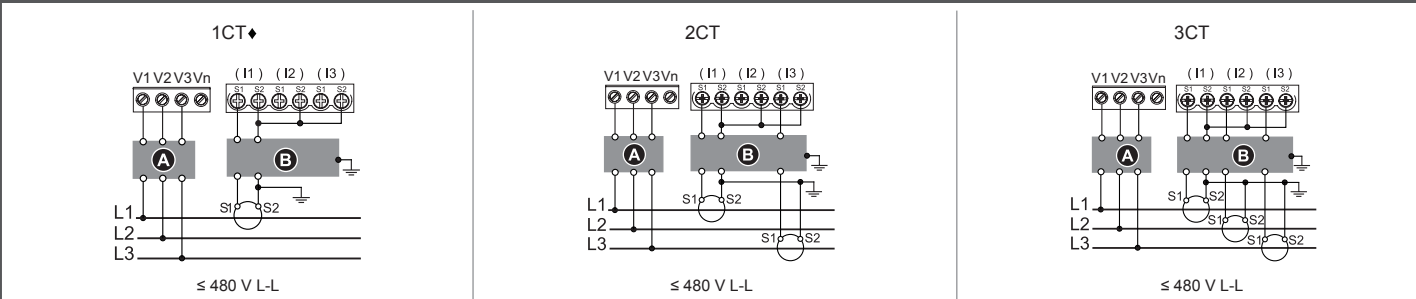 1CT♦
V1 V2 V3 Vn
( I1 ) ( I2 ) ( I3 )
S1 S2 S1 S2 S1 S2
A
B
S1 S2
L1
L2
L3
≤ 480 V L-L
2CT
V1 V2 V3 Vn
( I1 ) ( I2 ) ( I3 )
S1 S2 S1 S2 S1 S2
A
B
S1 S2
L1
L2
S1 S2
L3
≤ 480 V L-L
3CT
V1 V2 V3 Vn
( I1 ) ( I2 ) ( I3 )
S1 S2 S1 S2 S1 S2
A
B
S1 S2
L1
S1 S2
L2
S1 S2
L3
≤ 480 V L-L